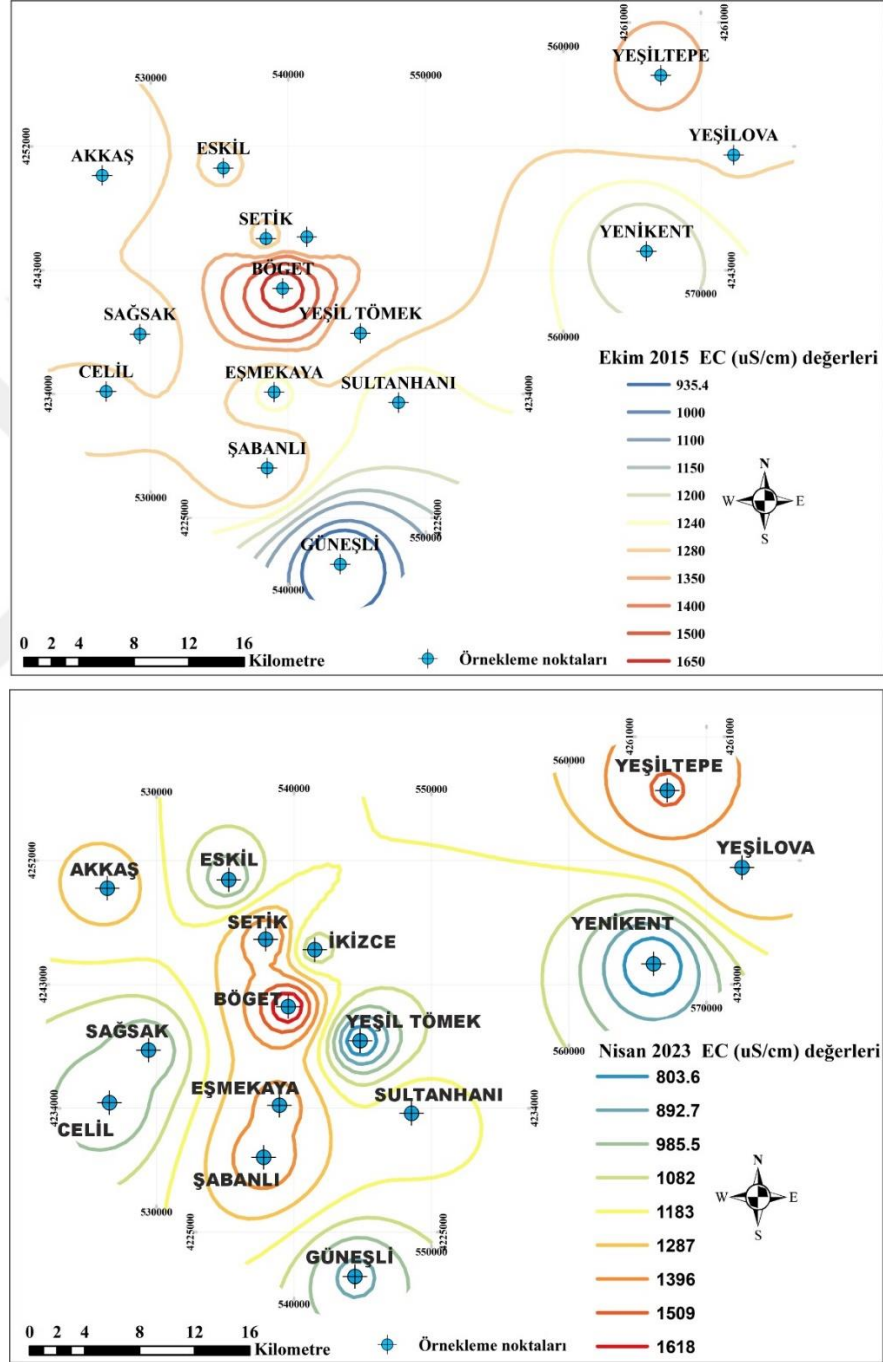 4261000
4261000
YEŞİLTEPE
560000
530000
540000
550000
YEŞİLOVA
4252000
AKKAŞ
ESKİL
SETİK
YENİKENT
4243000
BÖGET
4243000
570000
SAĞSAK
YEŞİL TÖMEK
560000
CELİL
EŞMEKAYA
SULTANHANI
4234000
4234000
ŞABANLI
530000
4225000
4225000
550000
GÜNEŞLİ
540000
Ekim 2015 EC (uS/cm) değerleri
935.4
1000
1100
1150
1200
1240
1280
1350
1400
1500
1650
N
W E
S
0 2 4 8 12 16
Kilometre
Örnekleme noktaları
4261000
4261000
YEŞİLTEPE
560000
530000
540000
550000
YEŞİLOVA
4252000
AKKAŞ
ESKİL
SETİK
İKİZCE
YENİKENT
4243000
BÖGET
4243000
570000
SAĞSAK
YEŞİL TÖMEK
560000
EŞMEKAYA
SULTANHANI
4234000
4234000
CELİL
ŞABANLI
530000
4225000
4225000
550000
GÜNEŞLİ
540000
Nisan 2023 EC (uS/cm) değerleri
803.6
892.7
985.5
1082
1183
1287
1396
1509
1618
N
W E
S
0 2 4 8 12 16
Kilometre
Örnekleme noktaları